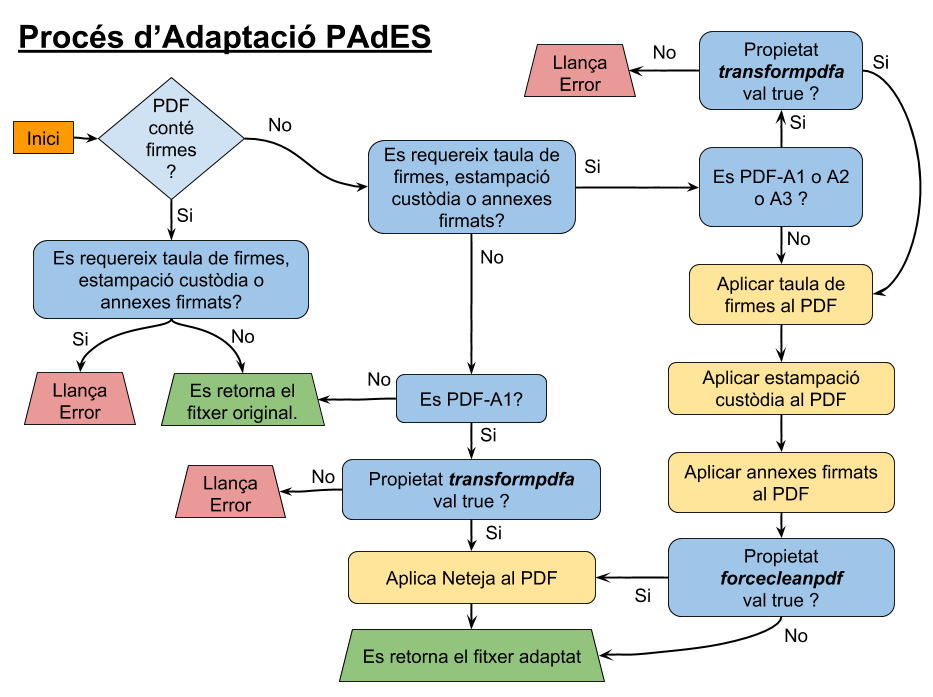 Procés d’Adaptació PAdES
Inici
PDF
conté
firmes
?
No
Si
Es requereix taula de firmes,
estampació custòdia o
annexes firmats?
Si
No
Llança
Error
Es retorna el
fitxer original.
Es requereix taula de
firmes, estampació
custòdia o annexes
firmats?
Si
No
Es PDF-A1 o A2
o A3 ?
Si
No
Propietat
transformpdfa
val true ?
No
Si
Llança
Error
Aplicar taula de
firmes al PDF
Aplicar estampació
custòdia al PDF
Aplicar annexes firmats
al PDF
Propietat
forcecleanpdf
val true ?
Si
No
Es PDF-A1?
No
Si
Propietat transformpdfa
val true ?
No
Si
Llança
Error
Aplica Neteja al PDF
Es retorna el fitxer adaptat